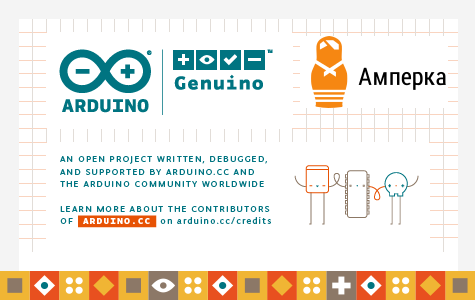 ARDUINO
Genuino™
Амперка
AN OPEN PROJECT WRITTEN, DEBUGGED,
AND SUPPORTED BY ARDUINO.CC AND
THE ARDUINO COMMUNITY WORLDWIDE
LEARN MORE ABOUT THE CONTRIBUTORS
OF ARDUINO.CC on arduino.cc/credits